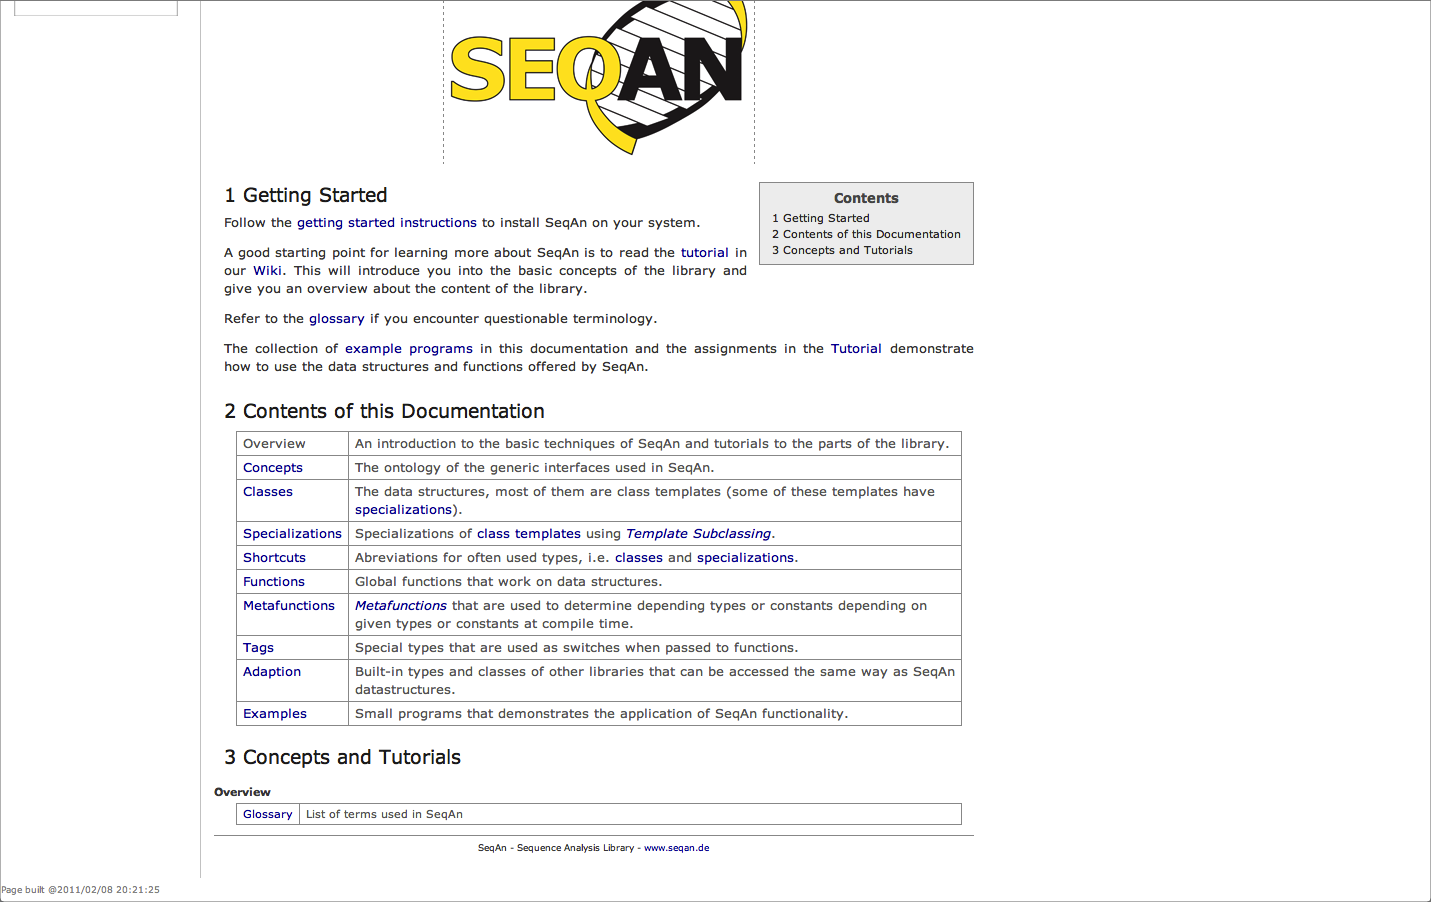 SEQAN
1 Getting Started
Contents
1 Getting Started
2 Contents of this Documentation
3 Concepts and Tutorials
Follow the getting started instructions to install SeqAn on your system.
A good starting point for learning more about SeqAn is to read the tutorial in
our Wiki. This will introduce you into the basic concepts of the library and
give you an overview about the content of the library.
Refer to the glossary if you encounter questionable terminology.
The collection of example programs in this documentation and the assignments in the Tutorial demonstrate
how to use the data structures and functions offered by SeqAn.
2 Contents of this Documentation
Overview An introduction to the basic techniques of SeqAn and tutorials to the parts of the library.
Concepts The ontology of the generic interfaces used in SeqAn.
Classes The data structures, most of them are class templates (some of these templates have
specializations).
Specializations Specializations of class templates using Template Subclassing.
Shortcuts Abreviations for often used types, i.e. classes and specializations.
Functions Global functions that work on data structures.
Metafunctions Metafunctions that are used to determine depending types or constants depending on
given types or constants at compile time.
Tags Special types that are used as switches when passed to functions.
Adaption Built-in types and classes of other libraries that can be accessed the same way as SeqAn
datastructures.
Examples Small programs that demonstrates the application of SeqAn functionality.
3 Concepts and Tutorials
Overview
Glossary List of terms used in SeqAn
SeqAn - Sequence Analysis Library - www.seqan.de
Page built @2011/02/08 20:21:25